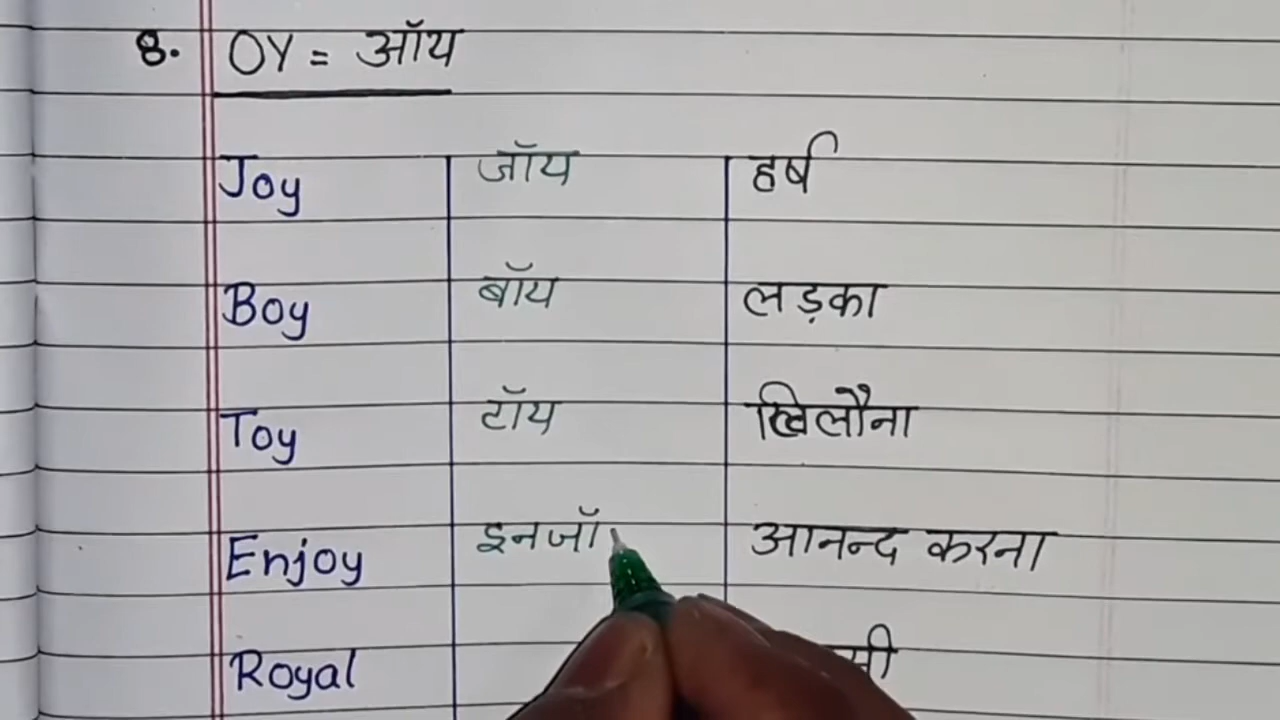 8. OY = ऑय
Joy जॉय हर्ष
Boy बॉय लड़का
Toy टॉय खिलौना
Enjoy इनजॉ आनन्द करना
Royal